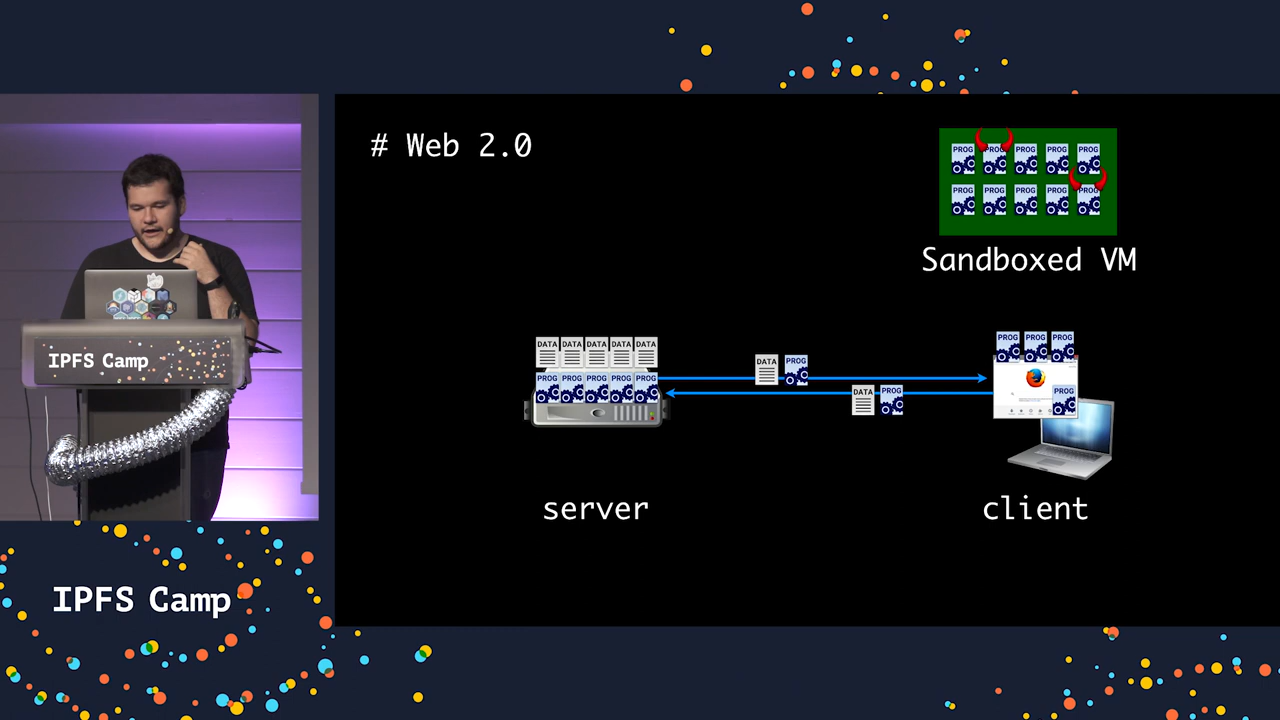 # Web 2.0
PROG PROG PROG PROG PROG
PROG PROG PROG PROG PROG
Sandboxed VM
DATA DATA DATA DATA DATA
PROG PROG PROG PROG PROG
DATA PROG
DATA PROG
PROG PROG PROG
PROG
server
client
IPFS Camp
IPFS Camp